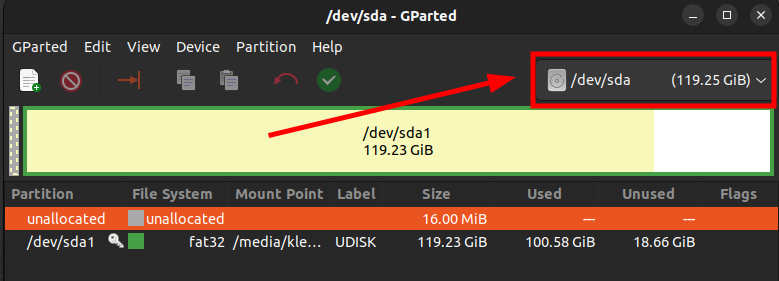 /dev/sda - GParted
GParted Edit View Device Partition Help
/dev/sda (119.25 GiB)
/dev/sda1
119.23 GiB
Partition File System Mount Point Label Size Used Unused Flags
unallocated unallocated 16.00 MiB --- ---
/dev/sda1 fat32 /media/kle... UDISK 119.23 GiB 100.58 GiB 18.66 GiB